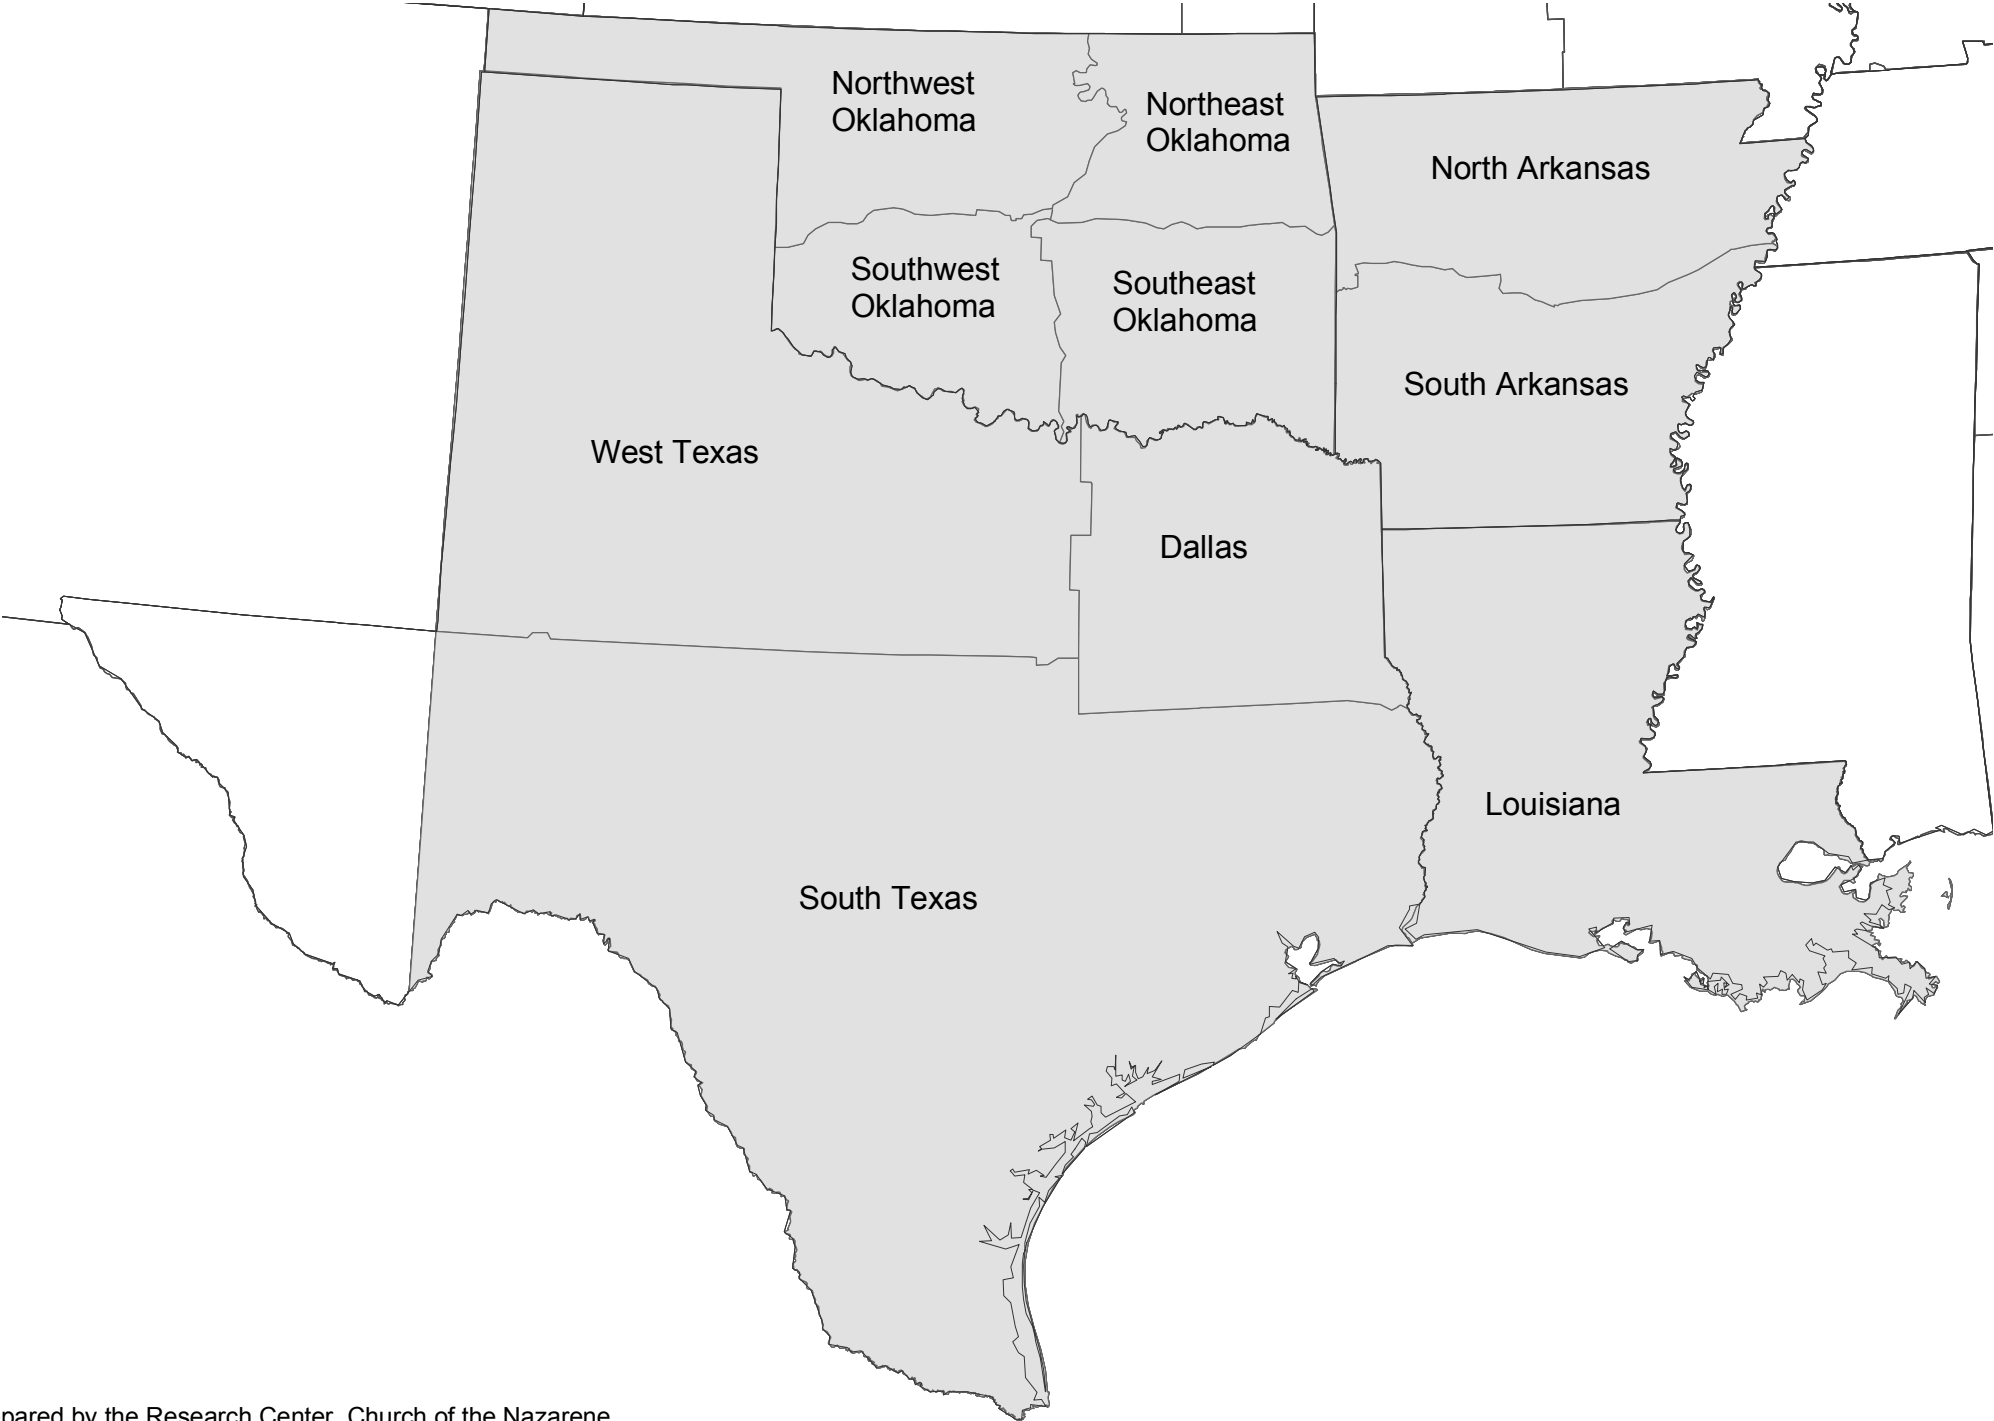 Northwest
Oklahoma
Northeast
Oklahoma
North Arkansas
Southwest
Oklahoma
Southeast
Oklahoma
South Arkansas
West Texas
Dallas
Louisiana
South Texas
pared by the Research Center, Church of the Nazarene